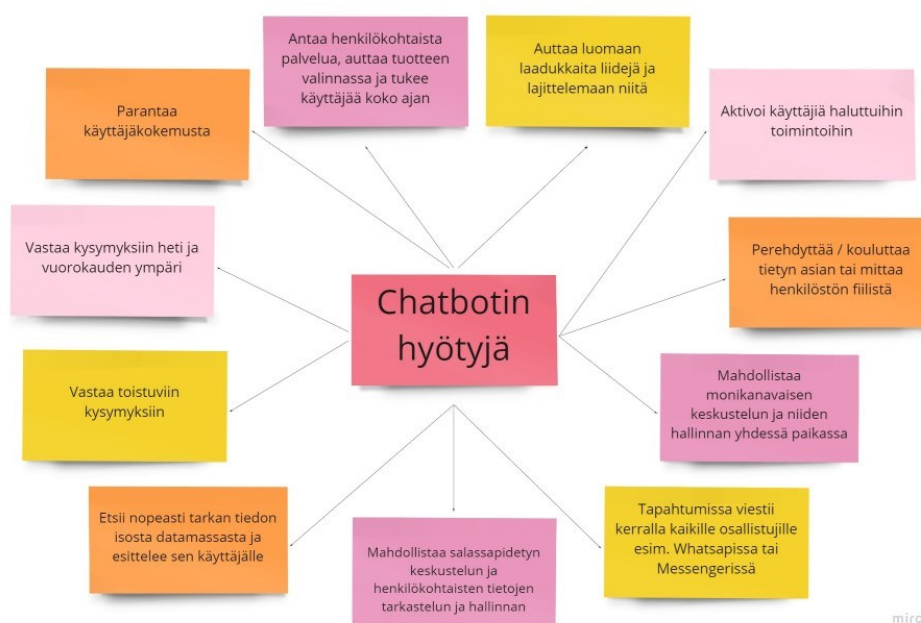 Antaa henkilökohtaista
palvelua, auttaa tuotteen
valinnassa ja tukee
käyttäjää koko ajan
Auttaa luomaan
laadukkaita liidejä ja
lajittelemaan niitä
Parantaa
käyttäjäkokemusta
Aktivoi käyttäjiä haluttuihin
toimintoihin
Vastaa kysymyksiin heti ja
vuorokauden ympäri
Perehdyttää / kouluttaa
tietyn asian tai mittaa
henkilöstön fiilistä
Chatbotin
hyötyjä
Vastaa toistuviin
kysymyksiin
Mahdollistaa
monikanavaisen
keskustelun ja niiden
hallinnan yhdessä paikassa
Etsii nopeasti tarkan tiedon
isosta datamassasta ja
esittelee sen käyttäjälle
Mahdollistaa salassapidetyn
keskustelun ja
henkilökohtaisten tietojen
tarkastelun ja hallinnan
Tapahtumissa viestii
kerralla kaikille osallistujille
esim. Whatsapissa tai
Messengerissä
miro